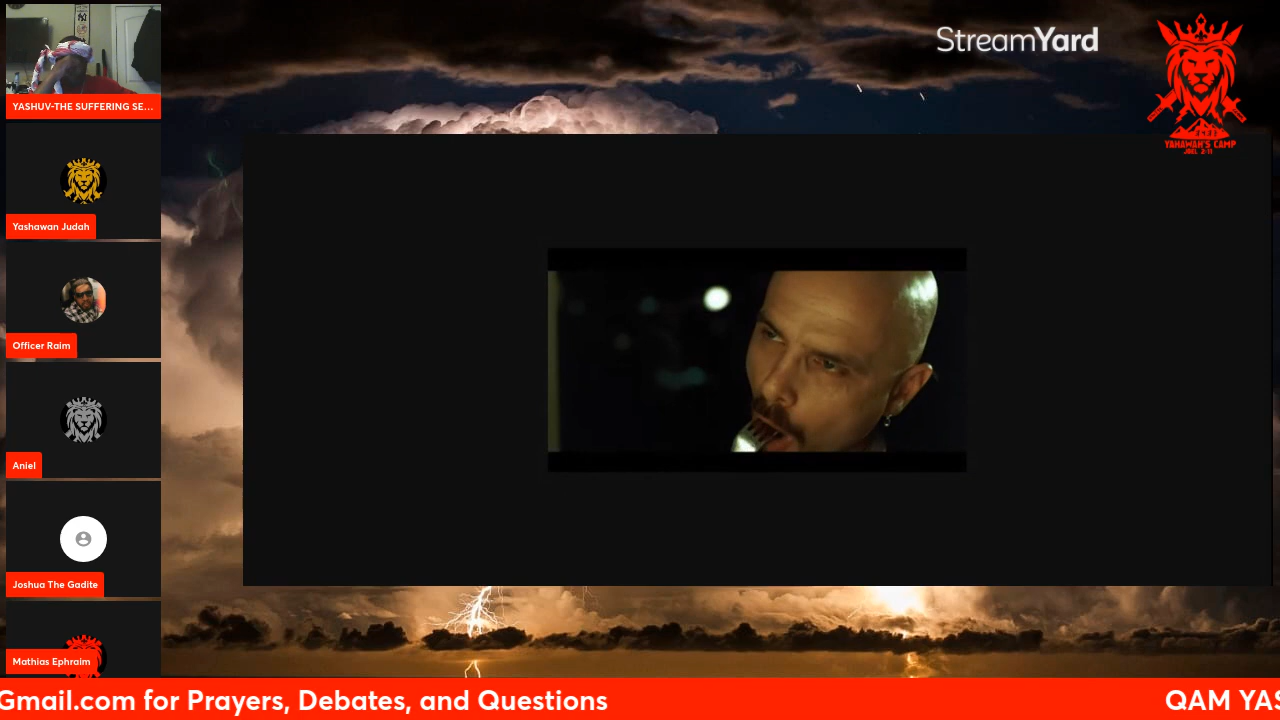 StreamYard
YAHAWAH'S CAMP
JOEL 2:11
YASHUV-THE SUFFERING SE...
Yashawan Judah
Officer Raim
Aniel
Joshua The Gadite
Mathias Ephraim
Gmail.com for Prayers, Debates, and Questions
QAM YAS